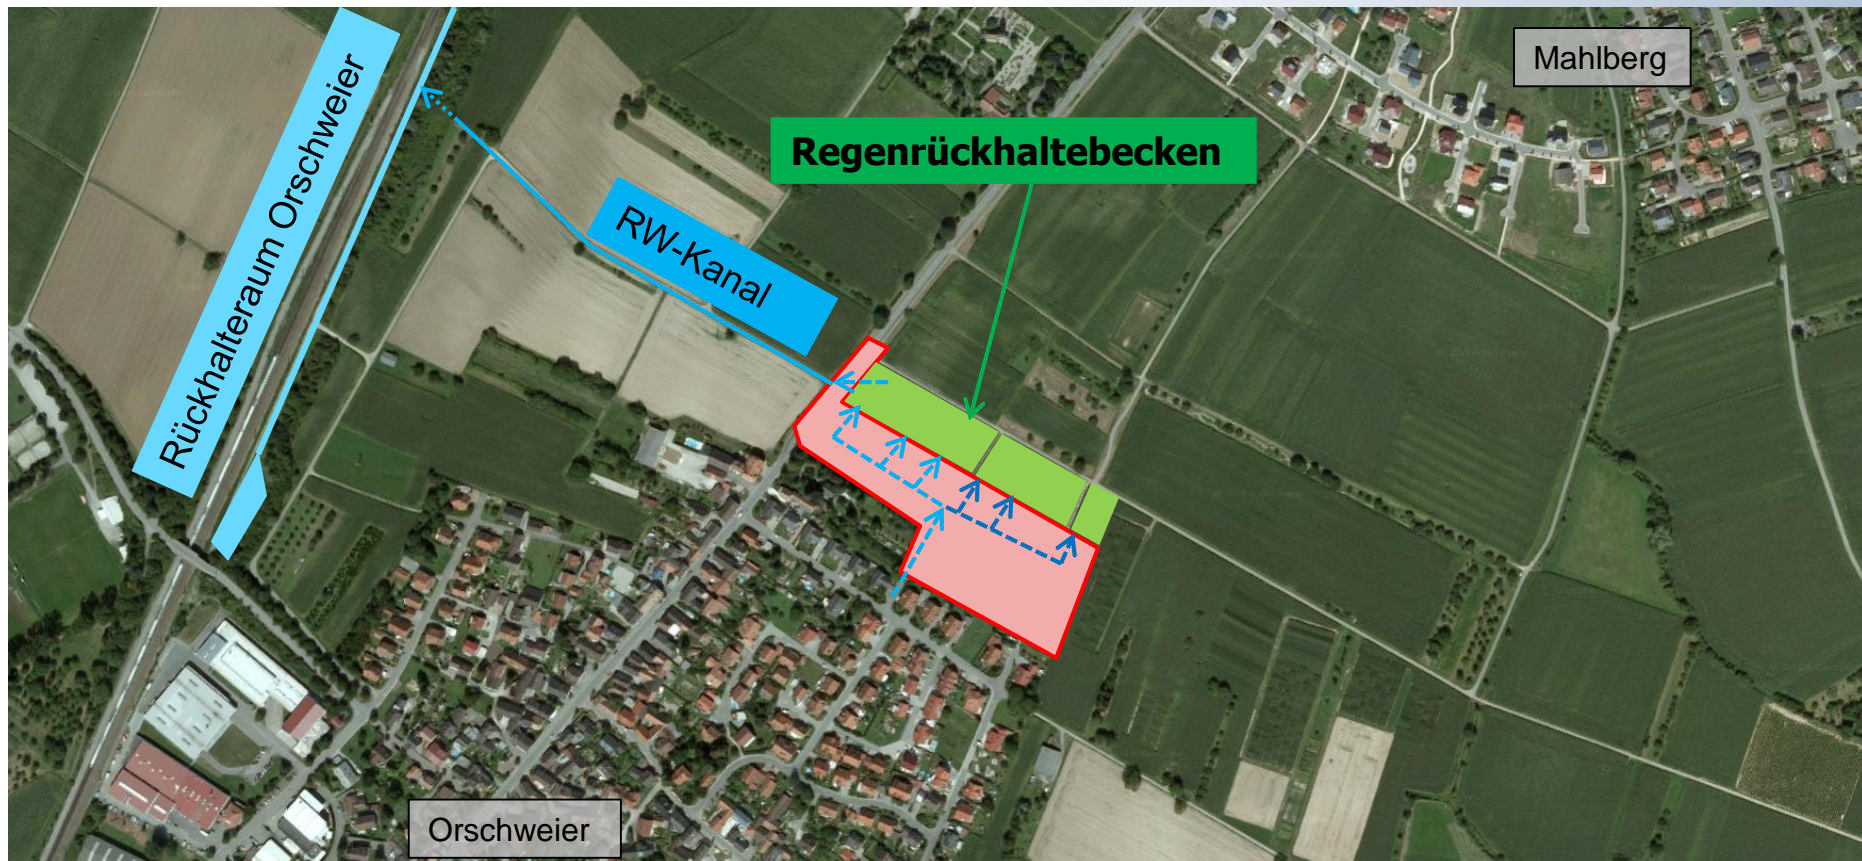 Mahlberg
Regenrückhaltebecken
Rückhalteraum Orschweier
RW-Kanal
Orschweier